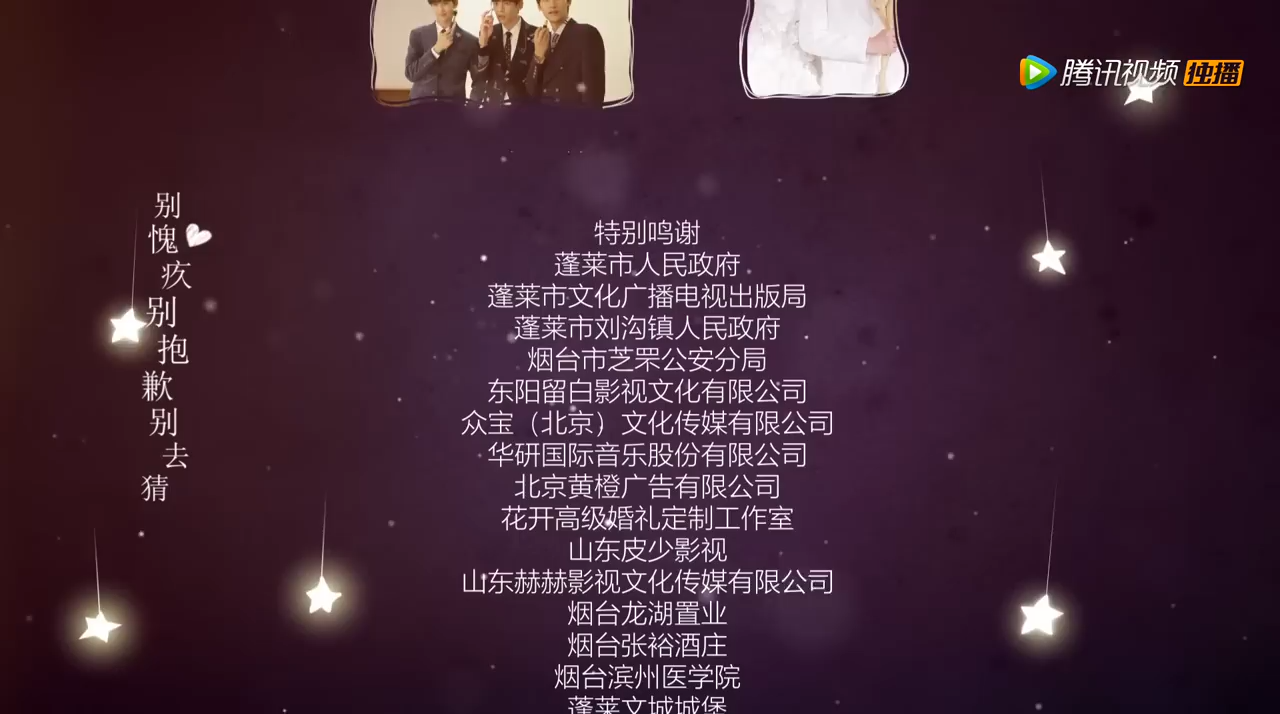 腾讯视频 独播
别愧疚别抱歉别去猜
特别鸣谢
蓬莱市人民政府
蓬莱市文化广播电视出版局
蓬莱市刘沟镇人民政府
烟台市芝罘公安分局
东阳留白影视文化有限公司
众宝（北京）文化传媒有限公司
华研国际音乐股份有限公司
北京黄橙广告有限公司
花开高级婚礼定制工作室
山东皮少影视
山东赫赫影视文化传媒有限公司
烟台龙湖置业
烟台张裕酒庄
烟台滨州医学院
蓬莱文城城堡